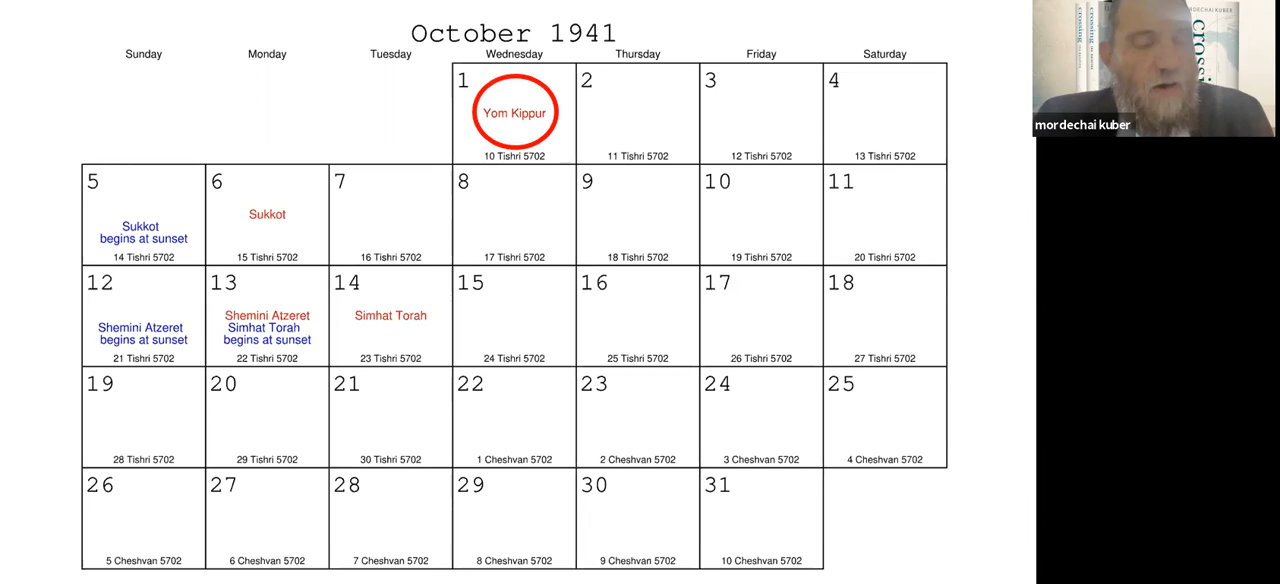 October 1941
Sunday Monday Tuesday Wednesday Thursday Friday Saturday
1 2 3 4
Yom Kippur
10 Tishri 5702 11 Tishri 5702 12 Tishri 5702 13 Tishri 5702
5 6 7 8 9 10 11
Sukkot
begins at sunset
Sukkot
14 Tishri 5702 15 Tishri 5702 16 Tishri 5702 17 Tishri 5702 18 Tishri 5702 19 Tishri 5702 20 Tishri 5702
12 13 14 15 16 17 18
Shemini Atzeret
begins at sunset
Shemini Atzeret
Simhat Torah
begins at sunset
Simhat Torah
21 Tishri 5702 22 Tishri 5702 23 Tishri 5702 24 Tishri 5702 25 Tishri 5702 26 Tishri 5702 27 Tishri 5702
19 20 21 22 23 24 25
28 Tishri 5702 29 Tishri 5702 30 Tishri 5702 1 Cheshvan 5702 2 Cheshvan 5702 3 Cheshvan 5702 4 Cheshvan 5702
26 27 28 29 30 31
5 Cheshvan 5702 6 Cheshvan 5702 7 Cheshvan 5702 8 Cheshvan 5702 9 Cheshvan 5702 10 Cheshvan 5702
crossing
crossing
KUBER
mordechai kuber